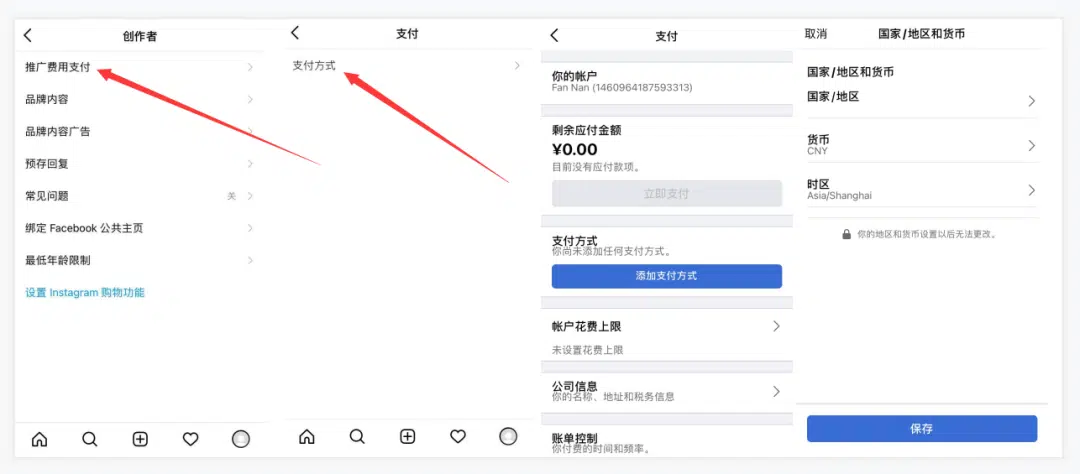 创作者
推广费用支付
品牌内容
品牌内容广告
预存回复
常见问题
关
绑定 Facebook 公共主页
最低年龄限制
设置 Instagram 购物功能
支付
支付方式
支付
你的帐户
Fan Nan (1460964187593313)
剩余应付金额
¥0.00
目前没有应付款项。
立即支付
支付方式
你尚未添加任何支付方式。
添加支付方式
帐户花费上限
未设置花费上限
公司信息
你的名称、地址和税务信息
账单控制
你付费的时间和频率。
取消
国家/地区和货币
国家/地区和货币
国家/地区
货币
CNY
时区
Asia/Shanghai
你的地区和货币设置以后无法更改。
保存